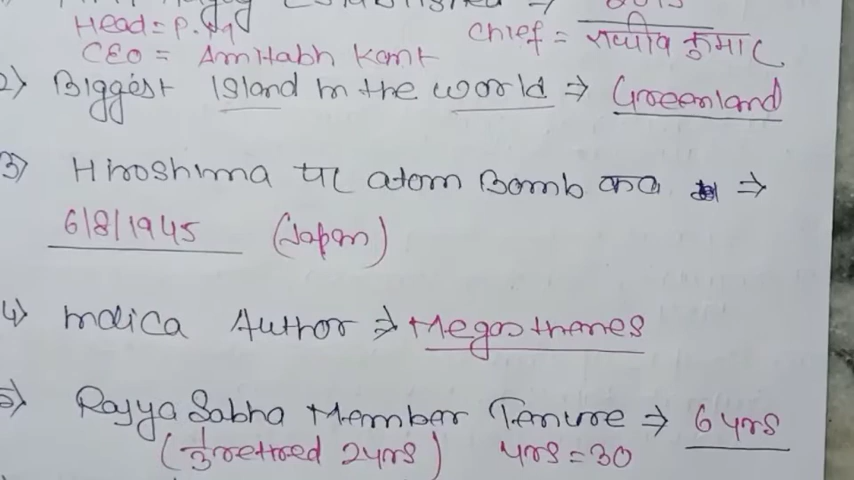 Established ⇒ 2015
Head = P.M Chief = राजीव कुमार
CEO = Amitabh Kant
2) Biggest Island in the world ⇒ Greenland
3) Hiroshima पर atom Bomb कब ⇒
6/8/1945 (Japan)
4) Indica Author ⇒ Megasthenes
5) Rajya Sabha Member Tenure ⇒ 6 yrs
(1/3 retired 2 yrs) yrs = 30